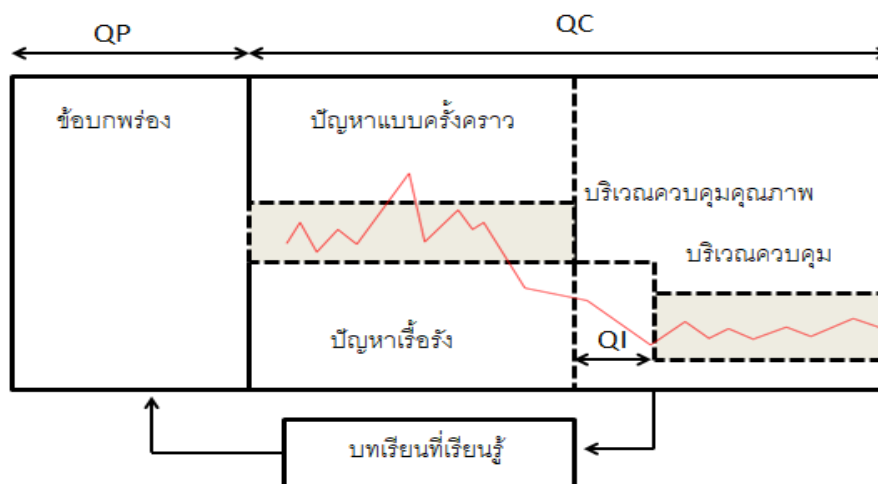 QP
QC
ข้อบกพร่อง
ปัญหาแบบครั้งคราว
บริเวณควบคุมคุณภาพ
บริเวณควบคุม
ปัญหาเรื้อรัง
QI
บทเรียนที่เรียนรู้